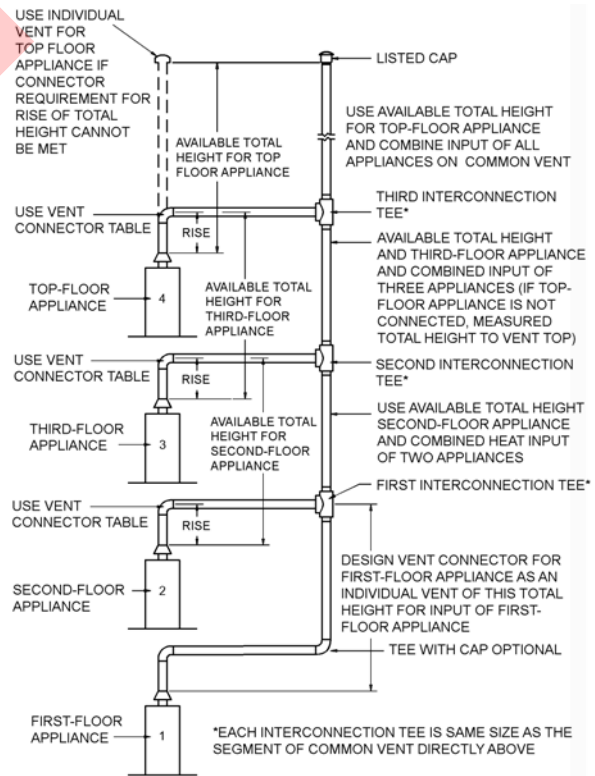 USE INDIVIDUAL
VENT FOR
TOP FLOOR
APPLIANCE IF
CONNECTOR
REQUIREMENT FOR
RISE OF TOTAL
HEIGHT CANNOT
BE MET
LISTED CAP
USE AVAILABLE TOTAL HEIGHT
FOR TOP-FLOOR APPLIANCE
AND COMBINE INPUT OF ALL
APPLIANCES ON COMMON VENT
AVAILABLE TOTAL
HEIGHT FOR TOP
FLOOR APPLIANCE
THIRD INTERCONNECTION
TEE*
USE VENT
CONNECTOR TABLE
RISE
AVAILABLE TOTAL HEIGHT
AND THIRD-FLOOR APPLIANCE
AND COMBINED INPUT OF
THREE APPLIANCES (IF TOP-
FLOOR APPLIANCE IS NOT
CONNECTED, MEASURED
TOTAL HEIGHT TO VENT TOP)
TOP-FLOOR
APPLIANCE
4
AVAILABLE TOTAL
HEIGHT FOR
THIRD-FLOOR
APPLIANCE
USE VENT
CONNECTOR TABLE
RISE
SECOND INTERCONNECTION
TEE*
THIRD-FLOOR
APPLIANCE
3
AVAILABLE TOTAL
HEIGHT FOR
SECOND-FLOOR
APPLIANCE
USE AVAILABLE TOTAL HEIGHT
SECOND-FLOOR APPLIANCE
AND COMBINED HEAT INPUT
OF TWO APPLIANCES
FIRST INTERCONNECTION TEE*
USE VENT
CONNECTOR TABLE
RISE
SECOND-FLOOR
APPLIANCE
2
DESIGN VENT CONNECTOR FOR
FIRST-FLOOR APPLIANCE AS AN
INDIVIDUAL VENT OF THIS TOTAL
HEIGHT FOR INPUT OF FIRST-
FLOOR APPLIANCE
TEE WITH CAP OPTIONAL
FIRST-FLOOR
APPLIANCE
1
*EACH INTERCONNECTION TEE IS SAME SIZE AS THE
SEGMENT OF COMMON VENT DIRECTLY ABOVE